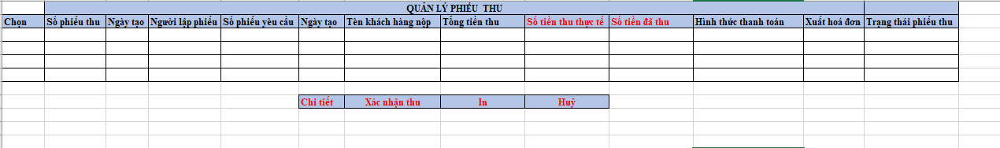 QUẢN LÝ PHIẾU THU
Chọn Số phiếu thu Ngày tạo Người lập phiếu Số phiếu yêu cầu Ngày tạo Tên khách hàng nộp Tổng tiền thu Số tiền thu thực tế Số tiền đã thu Hình thức thanh toán Xuất hoá đơn Trạng thái phiếu thu
Chi tiết Xác nhận thu In Huỷ